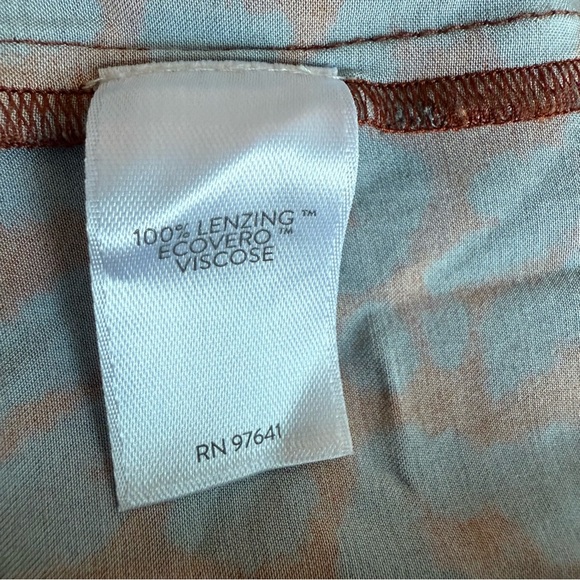 100% LENZING™
ECOVERO™
VISCOSE
RN 97641